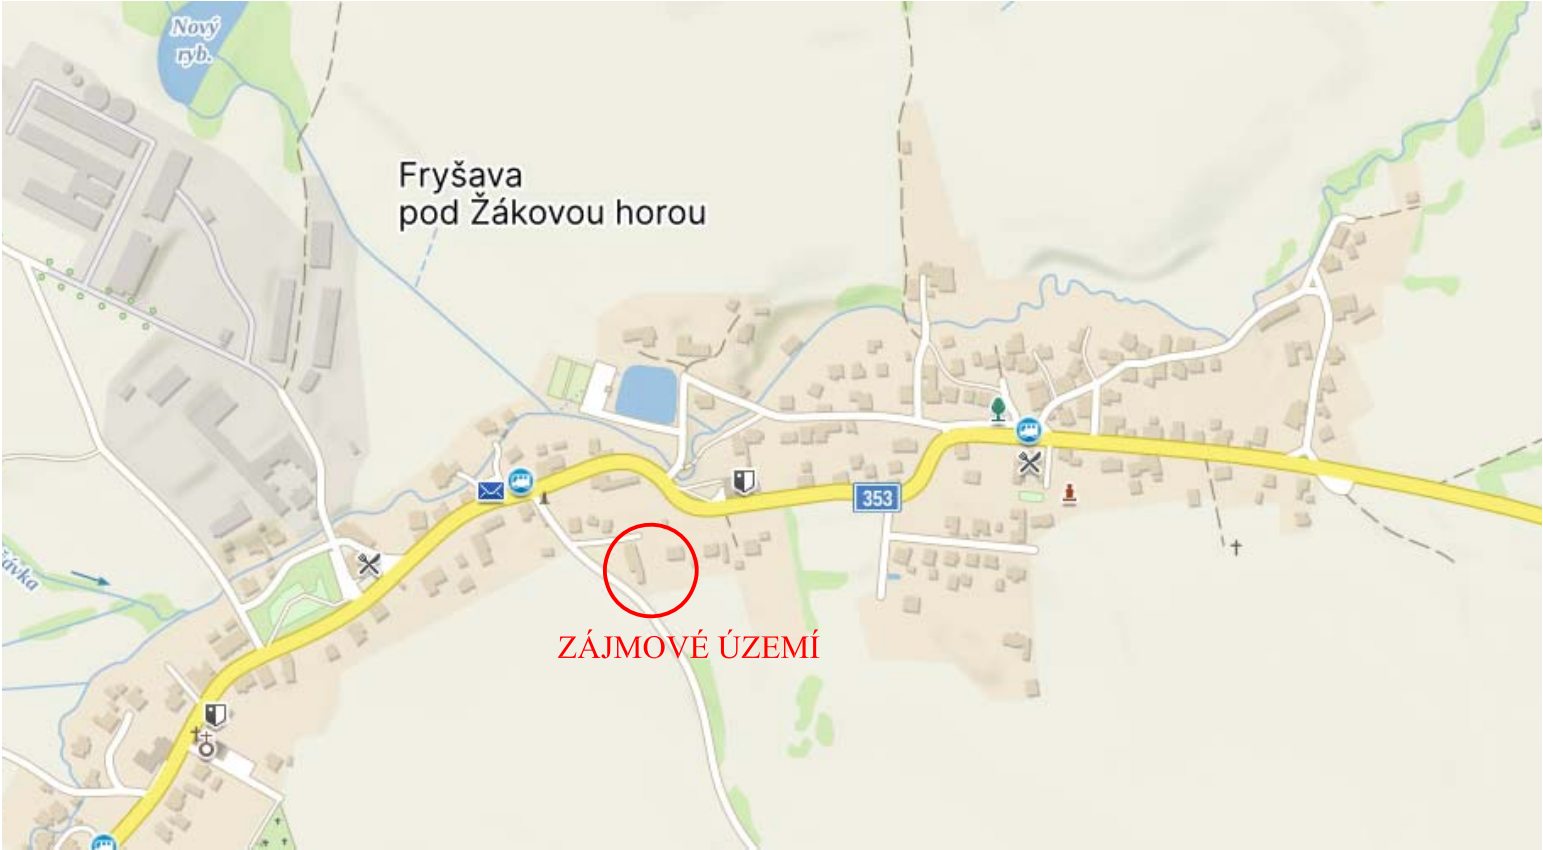 Nový
ryb.
Fryšava
pod Žákovou horou
353
ZÁJMOVÉ ÚZEMÍ